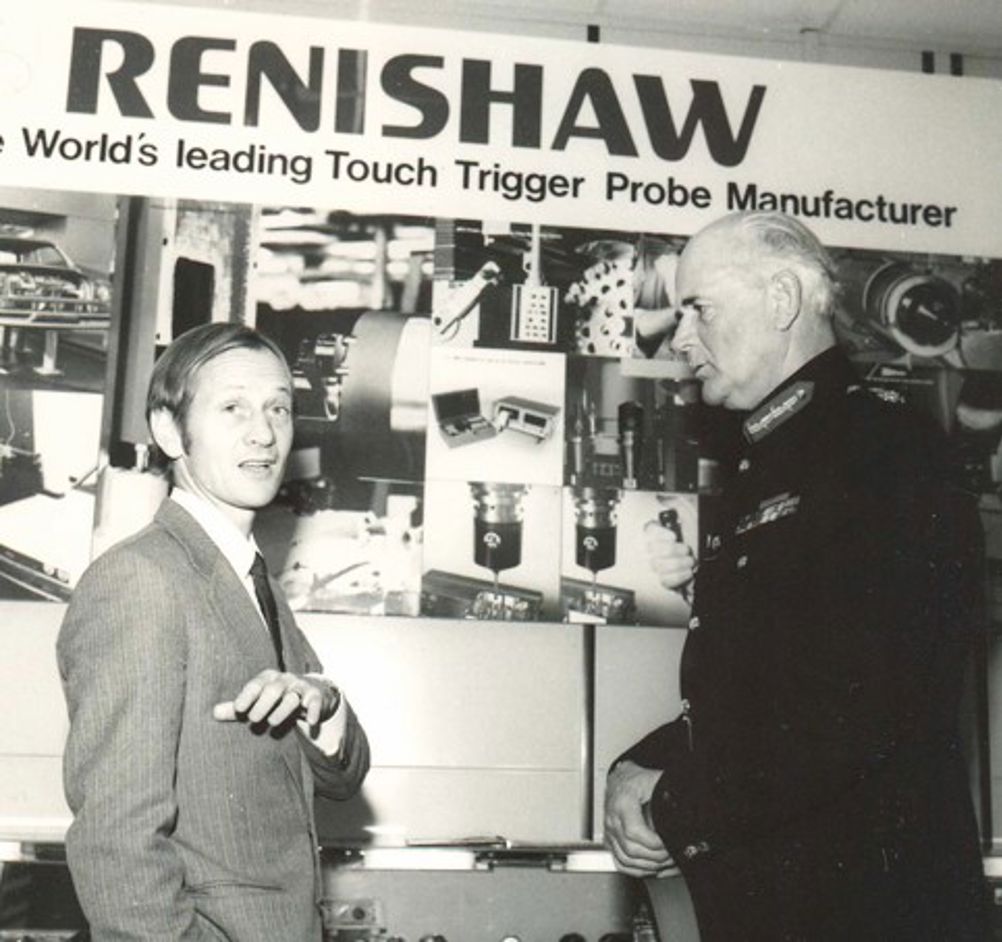 RENISHAW
World's leading Touch Trigger Probe Manufacturer